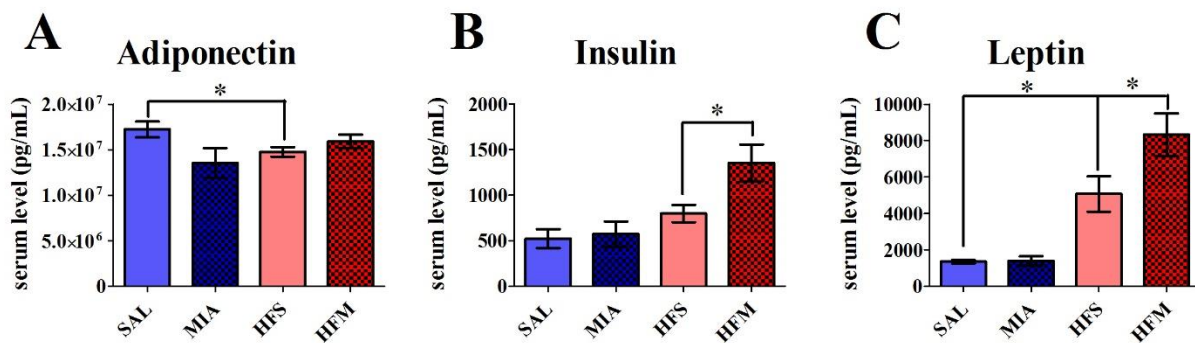 A
Adiponectin
serum level (pg/mL)
2.0×10⁷
1.5×10⁷
1.0×10⁷
5.0×10⁶
0
*
SAL
MIA
HFS
HFM
B
Insulin
serum level (pg/mL)
2000
1500
1000
500
0
*
SAL
MIA
HFS
HFM
C
Leptin
serum level (pg/mL)
10000
8000
6000
4000
2000
0
*
*
SAL
MIA
HFS
HFM